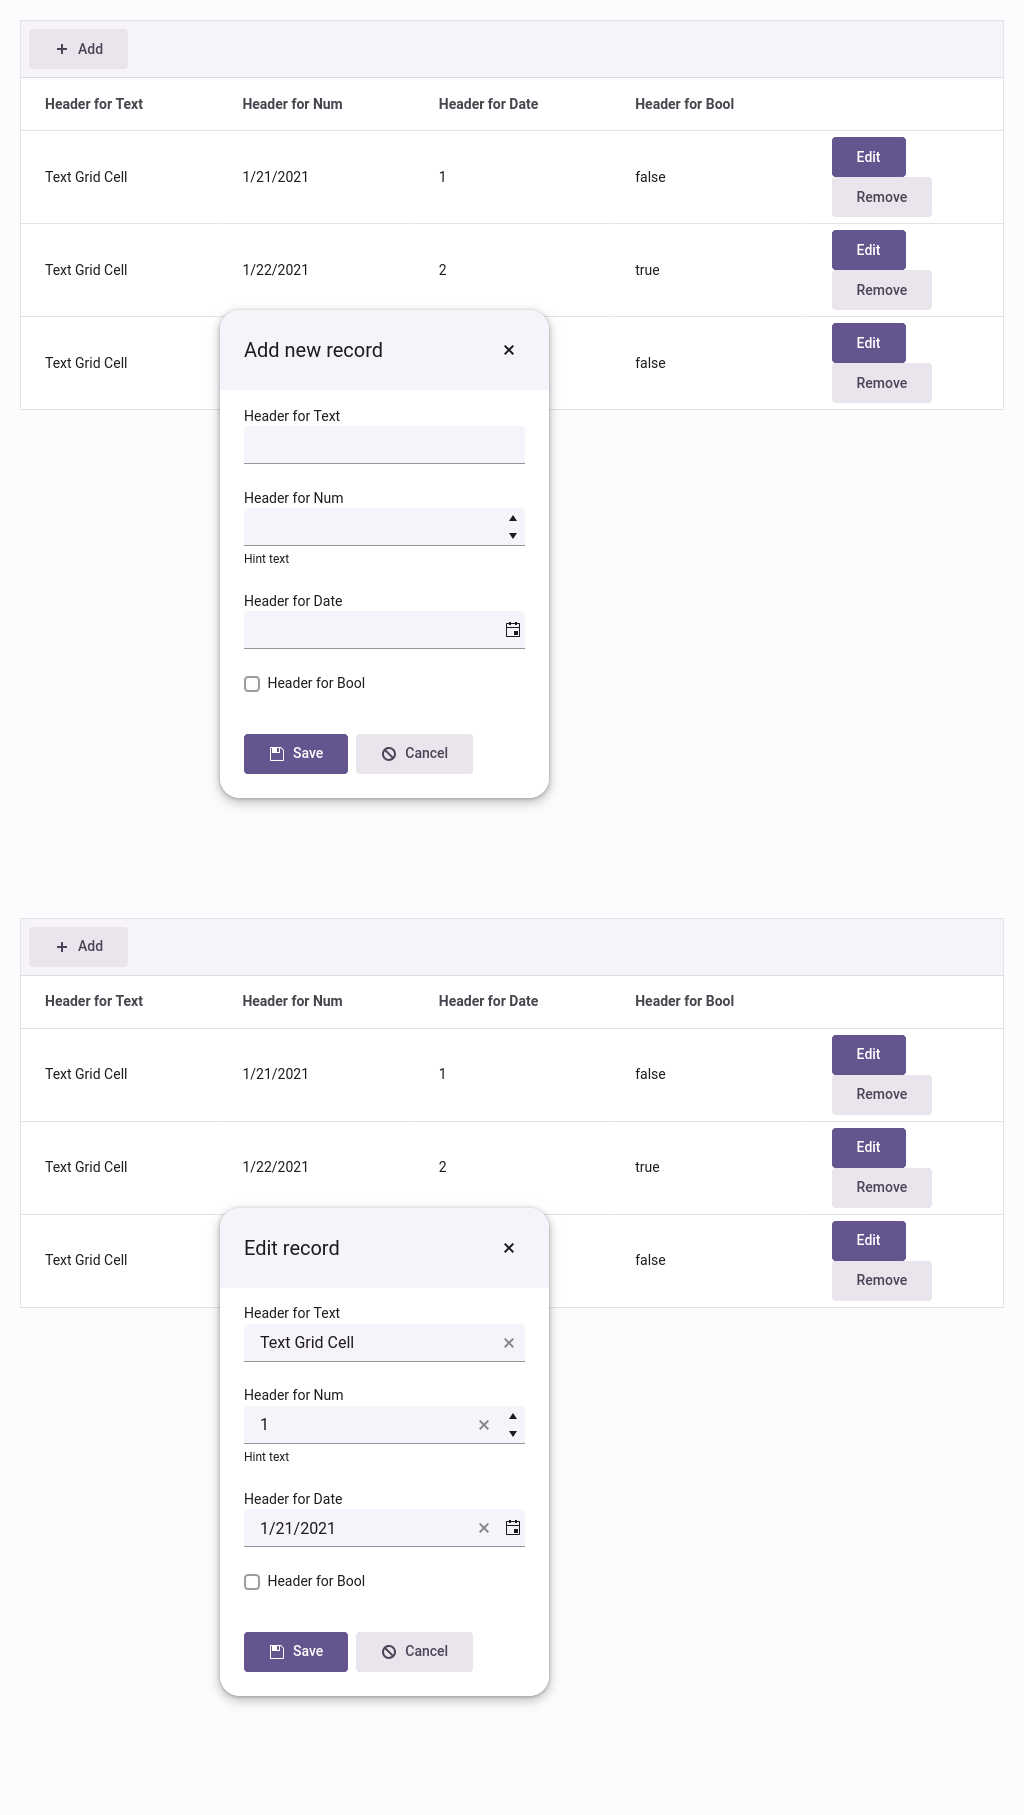 Add
Header for Text Header for Num Header for Date Header for Bool
Edit
Text Grid Cell 1/21/2021 1 false
Remove
Edit
Text Grid Cell 1/22/2021 2 true
Remove
Edit
Text Grid Cell false
Remove
Add new record
Header for Text
Header for Num
Hint text
Header for Date
Header for Bool
Save Cancel
Add
Header for Text Header for Num Header for Date Header for Bool
Edit
Text Grid Cell 1/21/2021 1 false
Remove
Edit
Text Grid Cell 1/22/2021 2 true
Remove
Edit
Text Grid Cell false
Remove
Edit record
Header for Text
Text Grid Cell
Header for Num
1
Hint text
Header for Date
1/21/2021
Header for Bool
Save Cancel